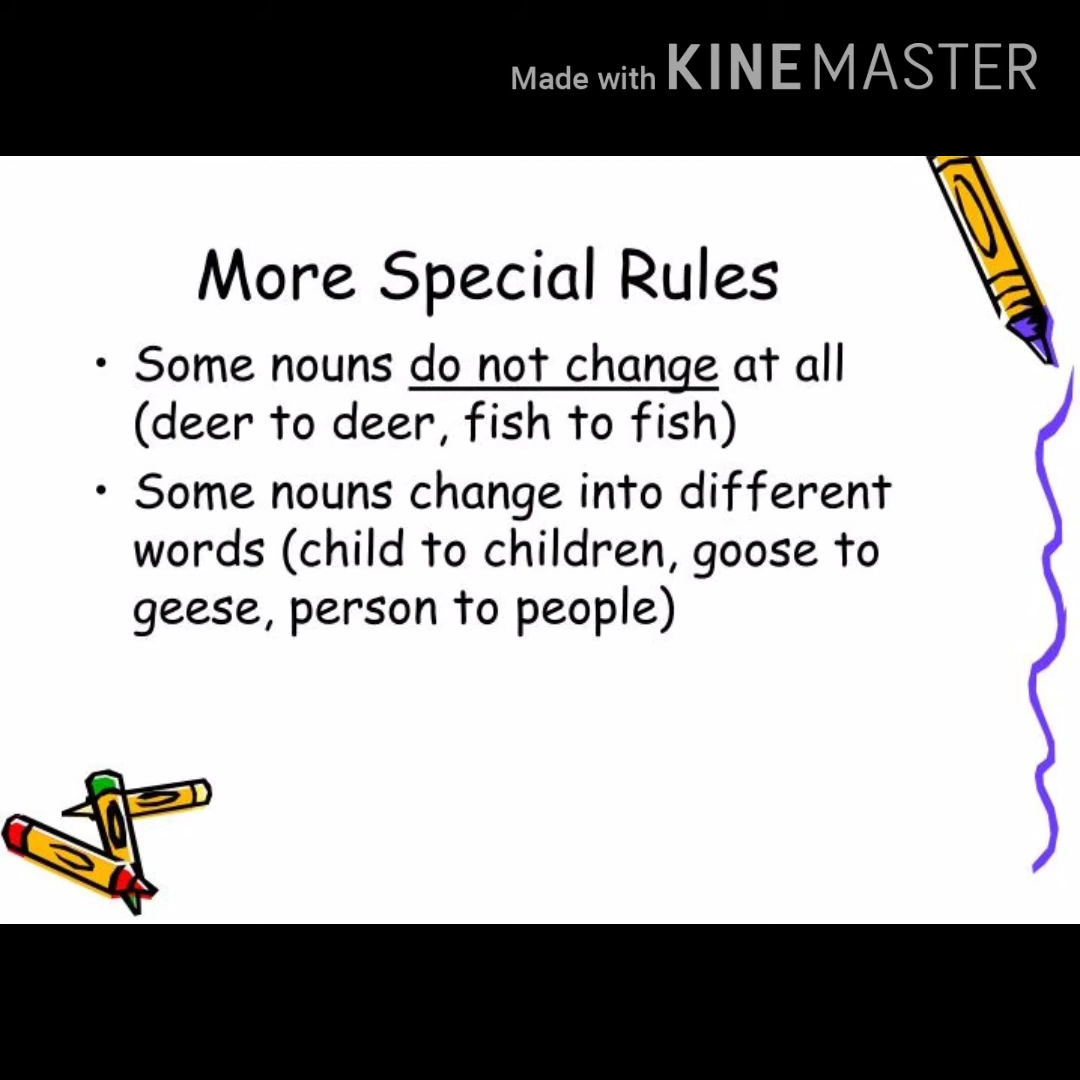 Made with KINEMASTER
More Special Rules
• Some nouns do not change at all
(deer to deer, fish to fish)
• Some nouns change into different
words (child to children, goose to
geese, person to people)